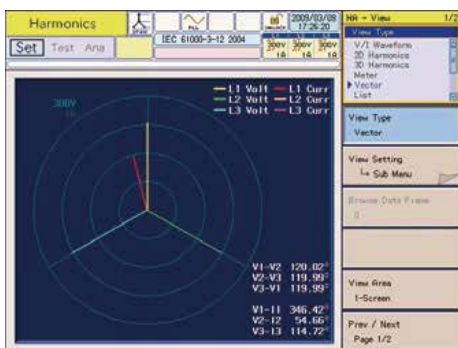 Harmonics
PLL
UNLOCK
2009/03/09
17:26:20
Set Test Ana
IEC 61000-3-12 2004
300V 300V 300V
1A 1A 1A
HA - View 1/2
View Type
V/I Waveform
2D Harmonics
3D Harmonics
Meter
Vector
List
View Type
Vector
View Setting
Sub Menu
Browse Data Frame
0
View Area
1-Screen
Prev / Next
Page 1/2
300V
L1 Volt L1 Curr
L2 Volt L2 Curr
L3 Volt L3 Curr
V1-V2 120.02°
V2-V3 119.99°
V3-V1 119.99°
V1-I1 346.42°
V2-I2 54.66°
V3-I3 114.72°